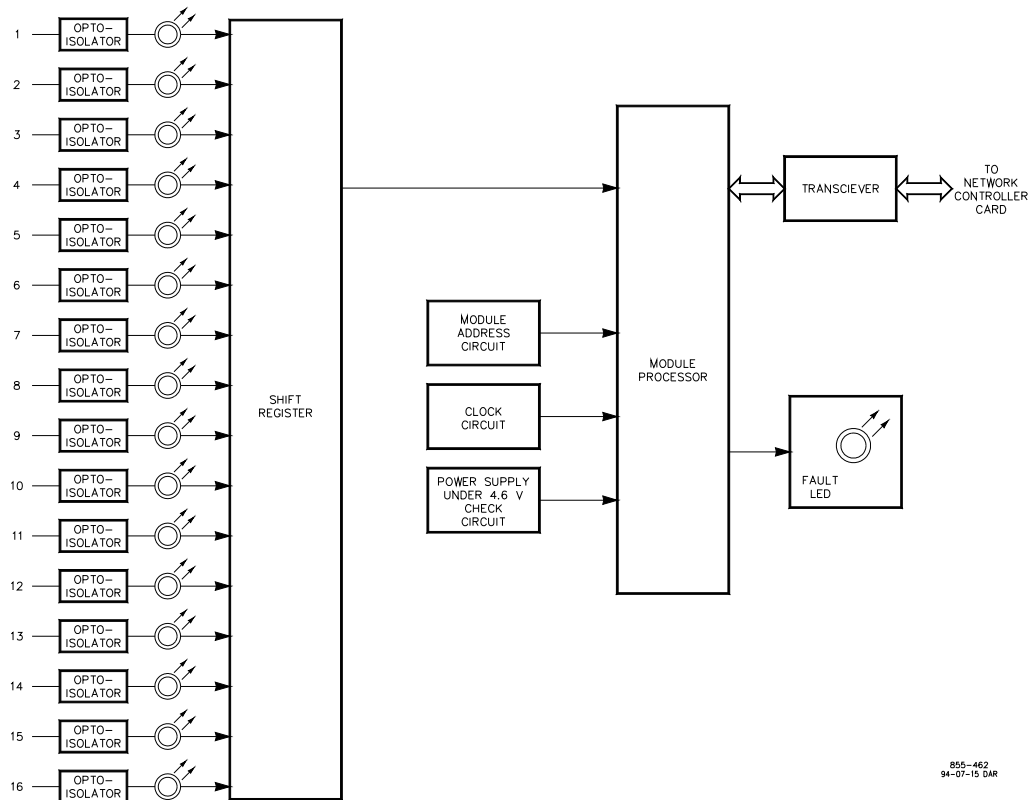 1
OPTO-
ISOLATOR
2
OPTO-
ISOLATOR
3
OPTO-
ISOLATOR
4
OPTO-
ISOLATOR
5
OPTO-
ISOLATOR
6
OPTO-
ISOLATOR
7
OPTO-
ISOLATOR
8
OPTO-
ISOLATOR
9
OPTO-
ISOLATOR
10
OPTO-
ISOLATOR
11
OPTO-
ISOLATOR
12
OPTO-
ISOLATOR
13
OPTO-
ISOLATOR
14
OPTO-
ISOLATOR
15
OPTO-
ISOLATOR
16
OPTO-
ISOLATOR
SHIFT
REGISTER
MODULE
ADDRESS
CIRCUIT
CLOCK
CIRCUIT
POWER SUPPLY
UNDER 4.6 V
CHECK
CIRCUIT
MODULE
PROCESSOR
TRANSCIEVER
TO
NETWORK
CONTROLLER
CARD
FAULT
LED
855-462
94-07-15 DAR